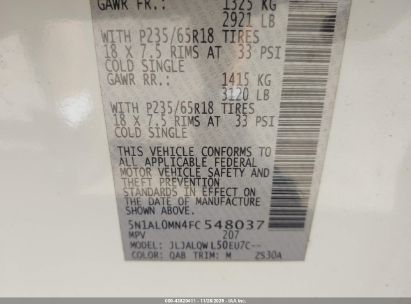 GAWR FR.: 1325 KG
2921 LB
WITH P235/65R18 TIRES
18 X 7.5 RIMS AT 33 PSI
COLD SINGLE
GAWR RR.: 1415 KG
3120 LB
WITH P235/65R18 TIRES
18 X 7.5 RIMS AT 33 PSI
COLD SINGLE
THIS VEHICLE CONFORMS TO
ALL APPLICABLE FEDERAL
MOTOR VEHICLE SAFETY AND
THEFT PREVENTION
STANDARDS IN EFFECT ON
THE DATE OF MANUFACTURE
SHOWN ABOVE.
5N1AL0MN4FC548037
MPV 207
MODEL: JLJALQWL50EU7C--
COLOR: QAB TRIM: M ZS30A